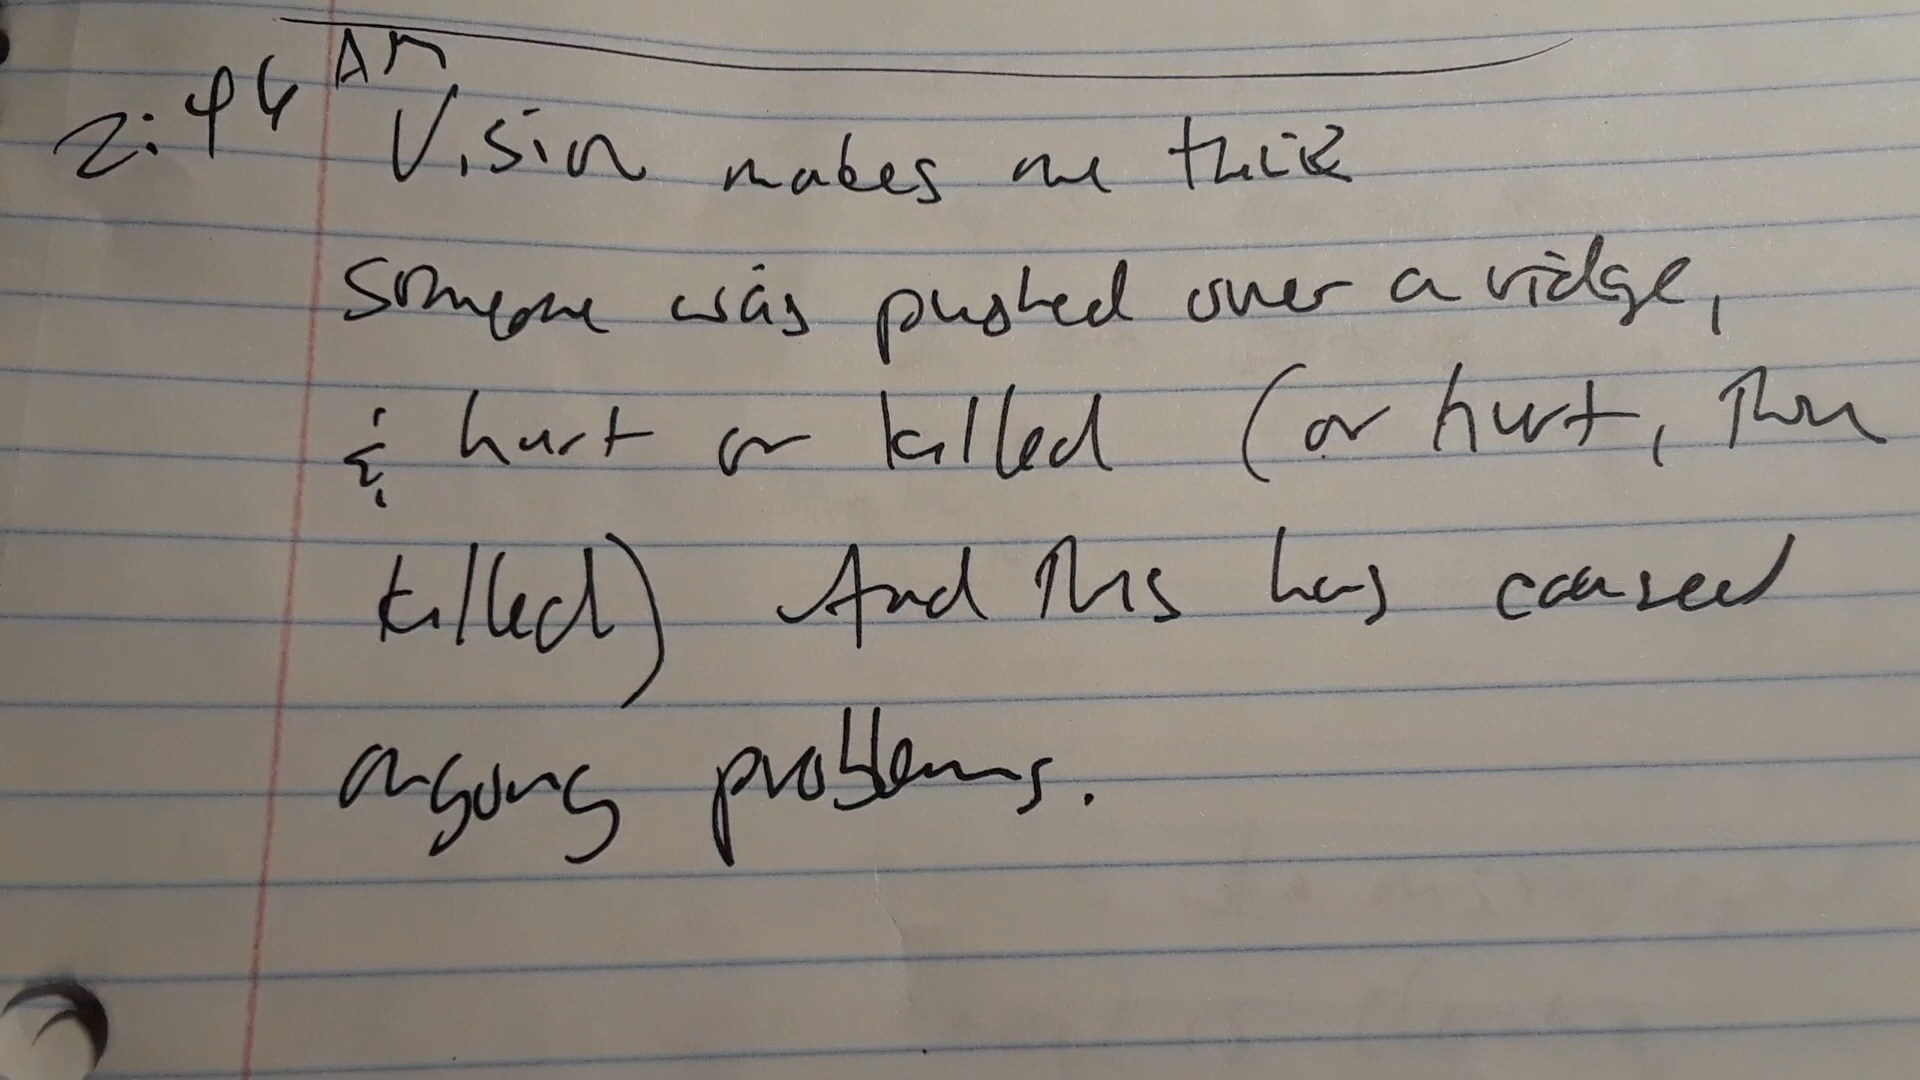 2:44 AM Vision makes me think
someone was pushed over a ridge,
& hurt or killed (or hurt, then
killed) And this has caused
ongoing problems.